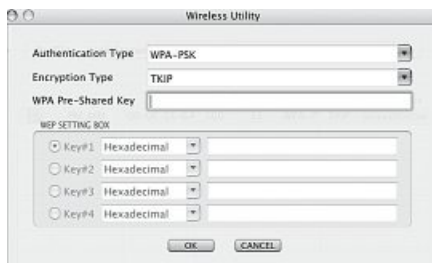 Wireless Utility
Authentication Type WPA-PSK
Encryption Type TKIP
WPA Pre-Shared Key
WEP SETTING BOX
Key#1 Hexadecimal
Key#2 Hexadecimal
Key#3 Hexadecimal
Key#4 Hexadecimal
OK CANCEL